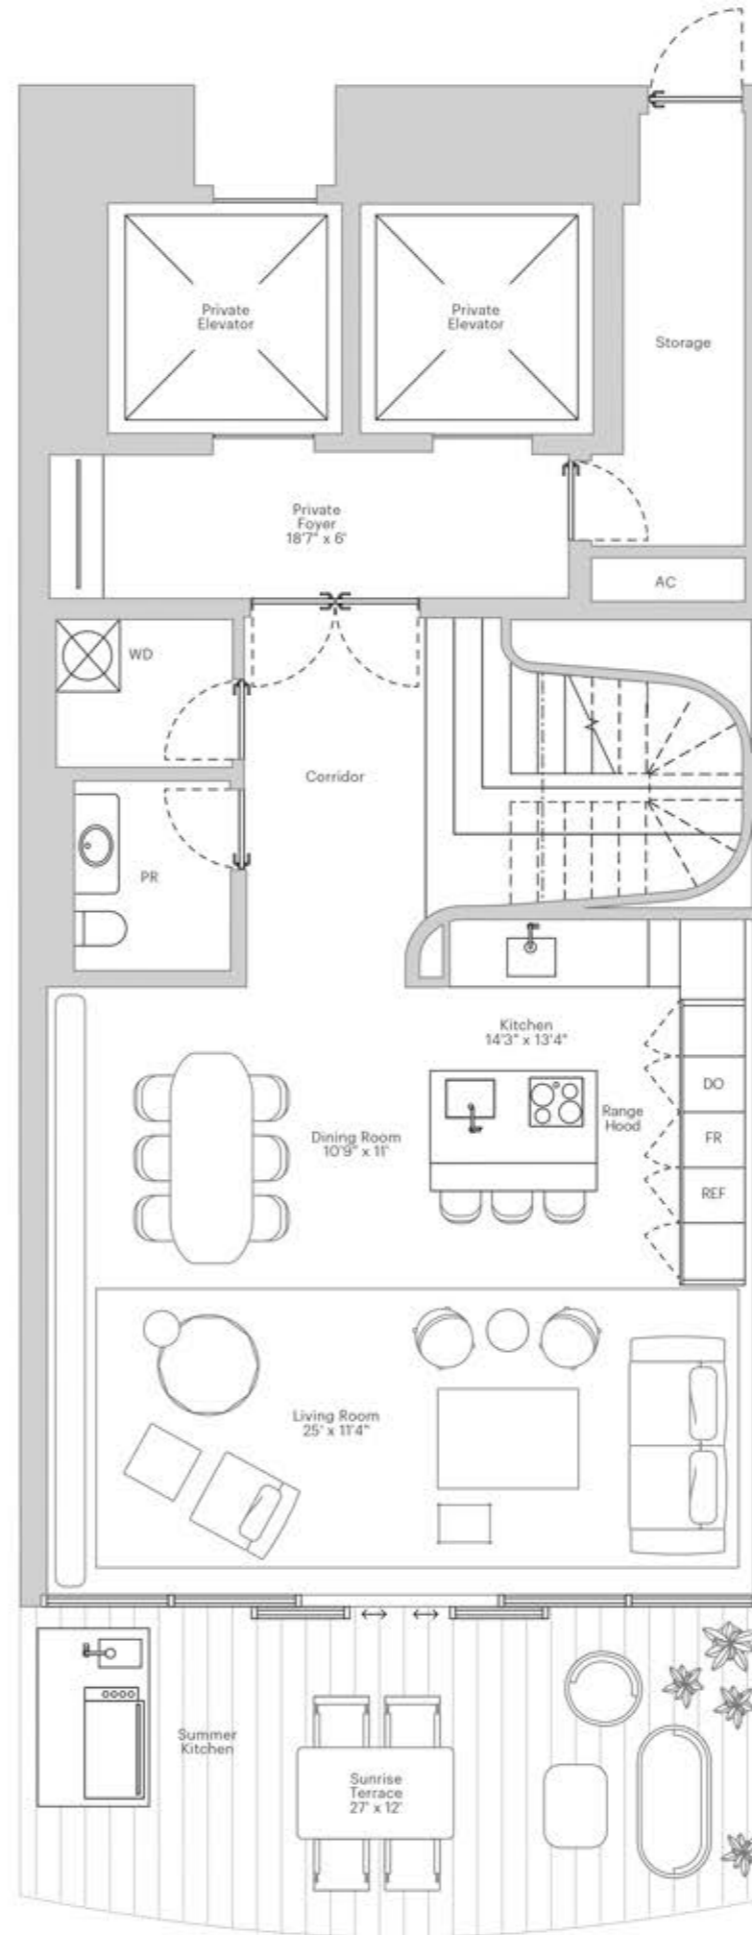 Private
Elevator
Private
Elevator
Storage
Private
Foyer
18'7" x 6'
AC
WD
Corridor
PR
Kitchen
14'3" x 13'4"
DO
Range
Hood
FR
Dining Room
10'9" x 11'
REF
Living Room
25' x 11'4"
Summer
Kitchen
Sunrise
Terrace
27' x 12'